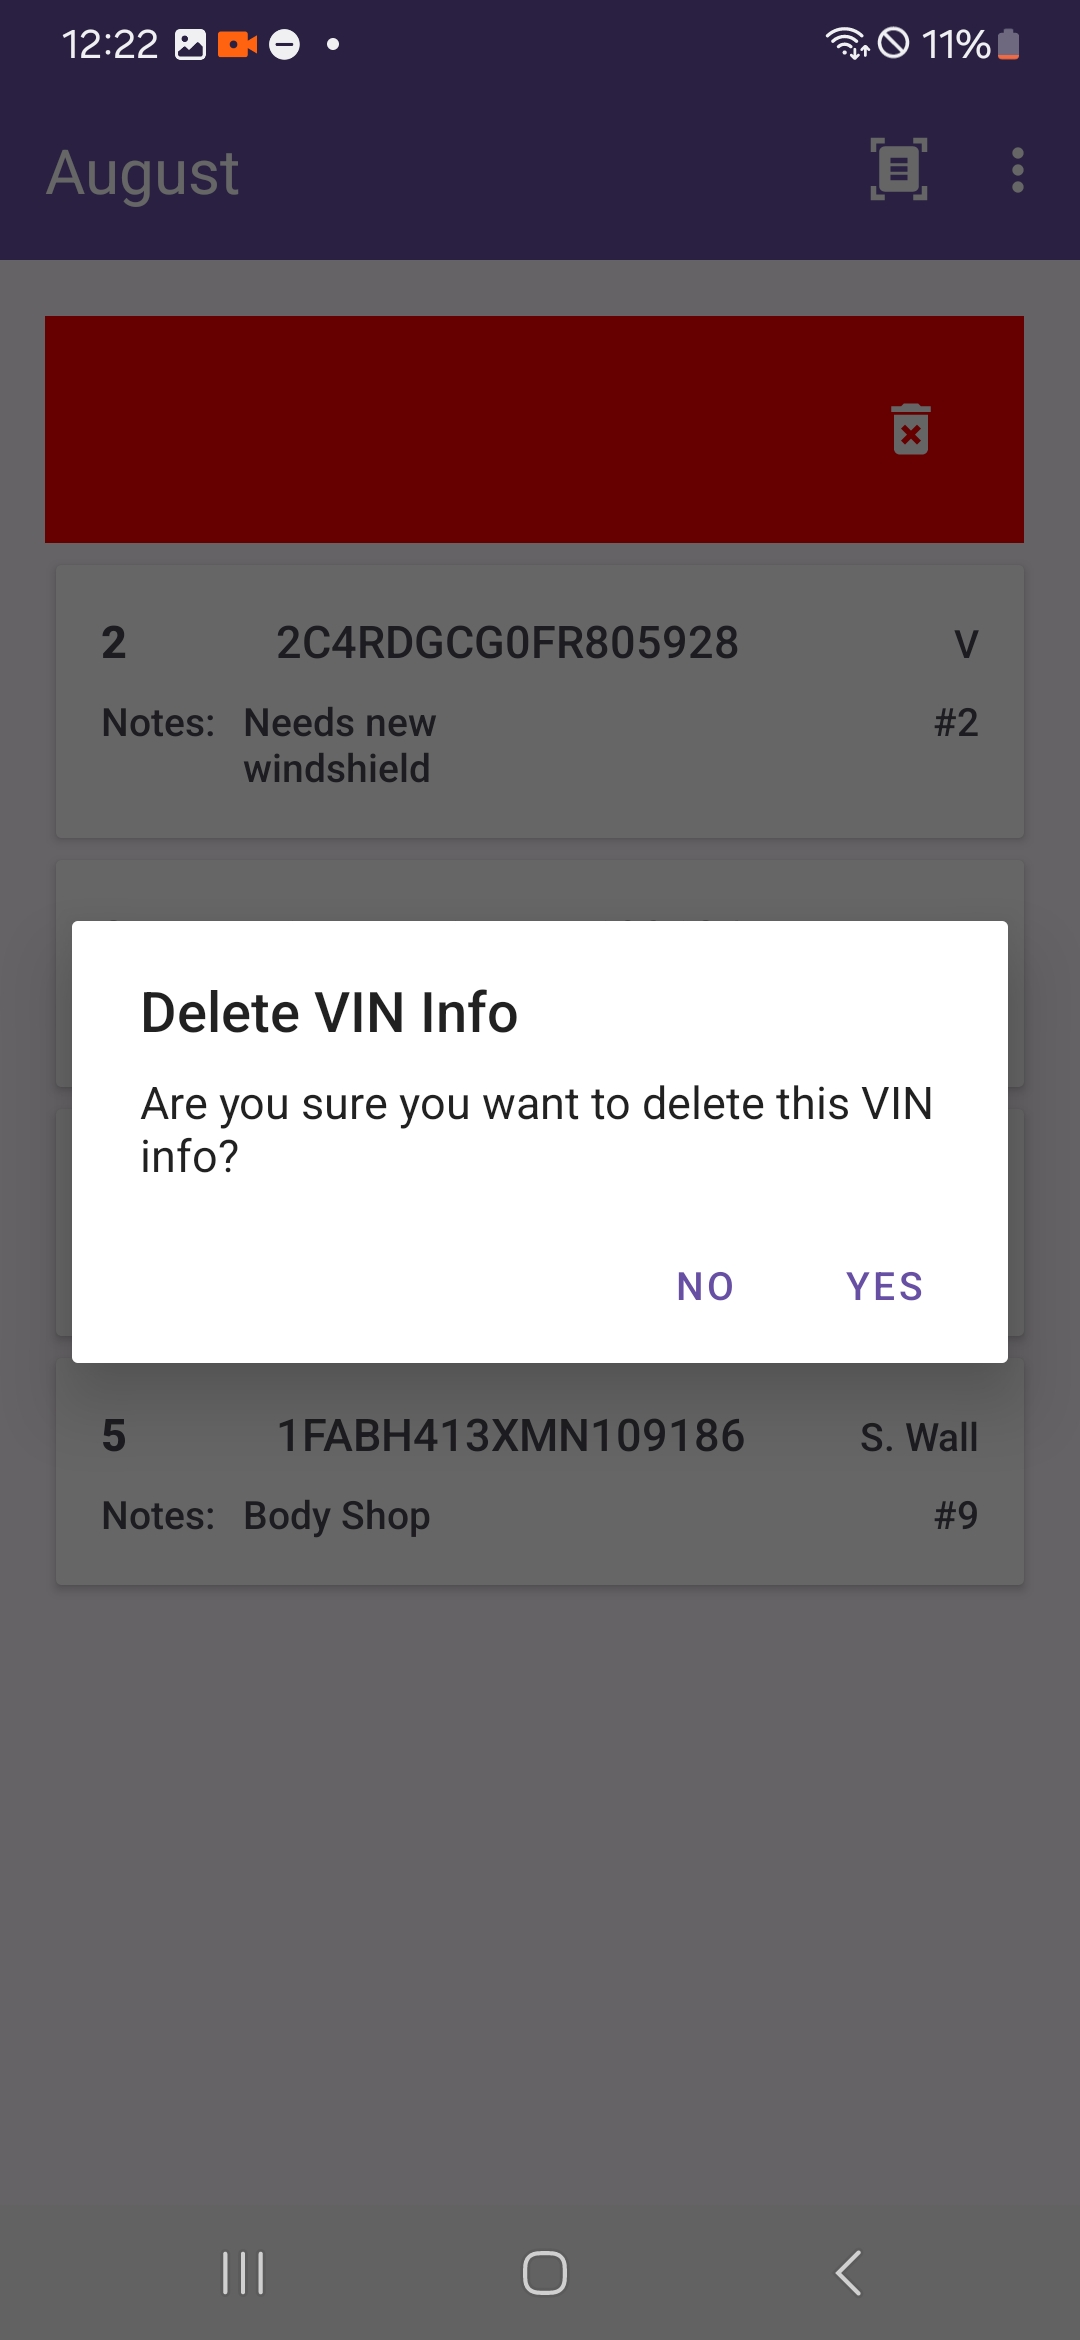 12:22
11%
August
2 2C4RDGCG0FR805928 V
Notes: Needs new #2
windshield
Delete VIN Info
Are you sure you want to delete this VIN
info?
NO YES
5 1FABH413XMN109186 S. Wall
Notes: Body Shop #9